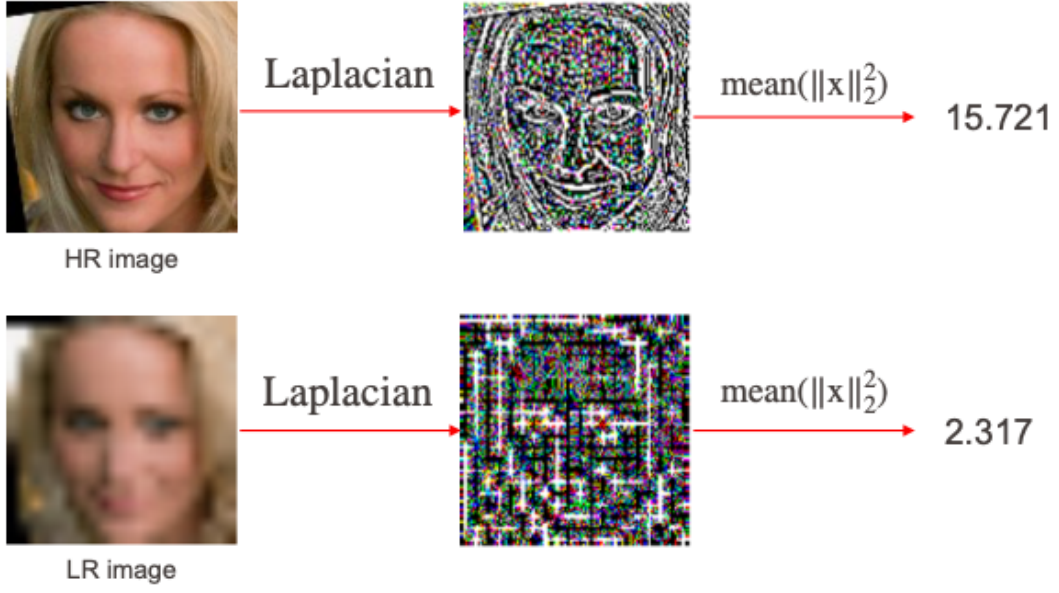 Laplacian
mean(‖x‖₂²)
15.721
HR image
Laplacian
mean(‖x‖₂²)
2.317
LR image